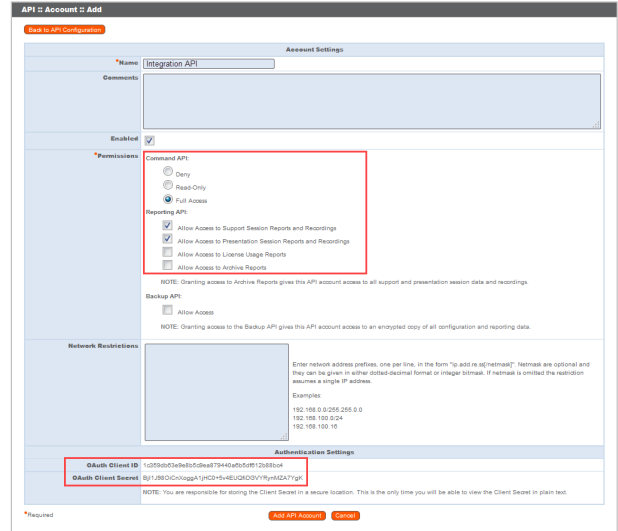 API :: Account :: Add
Back to API Configuration
Account Settings
*Name Integration API
Comments
Enabled
*Permissions Command API:
Deny
Read-Only
Full Access
Reporting API:
Allow Access to Support Session Reports and Recordings
Allow Access to Presentation Session Reports and Recordings
Allow Access to License Usage Reports
Allow Access to Archive Reports
NOTE: Granting access to Archive Reports gives this API account access to all support and presentation session data and recordings.
Backup API:
Allow Access
NOTE: Granting access to the Backup API gives this API account access to an encrypted copy of all configuration and reporting data.
Network Restrictions
Enter network address prefixes, one per line, in the form "ip.add.re.ss[/netmask]". Netmask are optional and
they can be given in either dotted-decimal format or integer bitmask. If netmask is omitted the restriction
assumes a single IP address.
Examples:
192.168.0.0/255.255.0.0
192.168.100.0/24
192.168.100.16
Authentication Settings
OAuth Client ID
OAuth Client Secret
NOTE: You are responsible for storing the Client Secret in a secure location. This is the only time you will be able to view the Client Secret in plain text.
*Required
Add API Account
Cancel